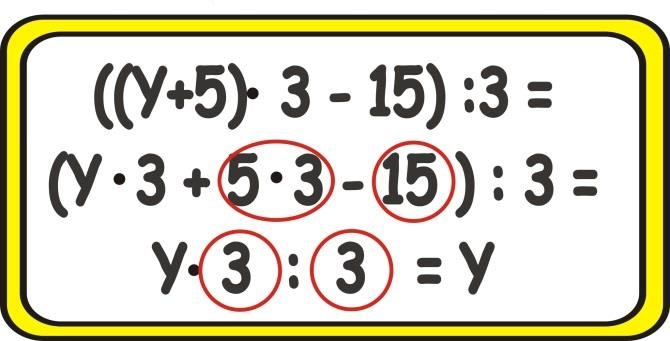 ((y+5)· 3 - 15) :3 =
(y · 3 + 5 · 3 - 15) : 3 =
y · 3 : 3 = y